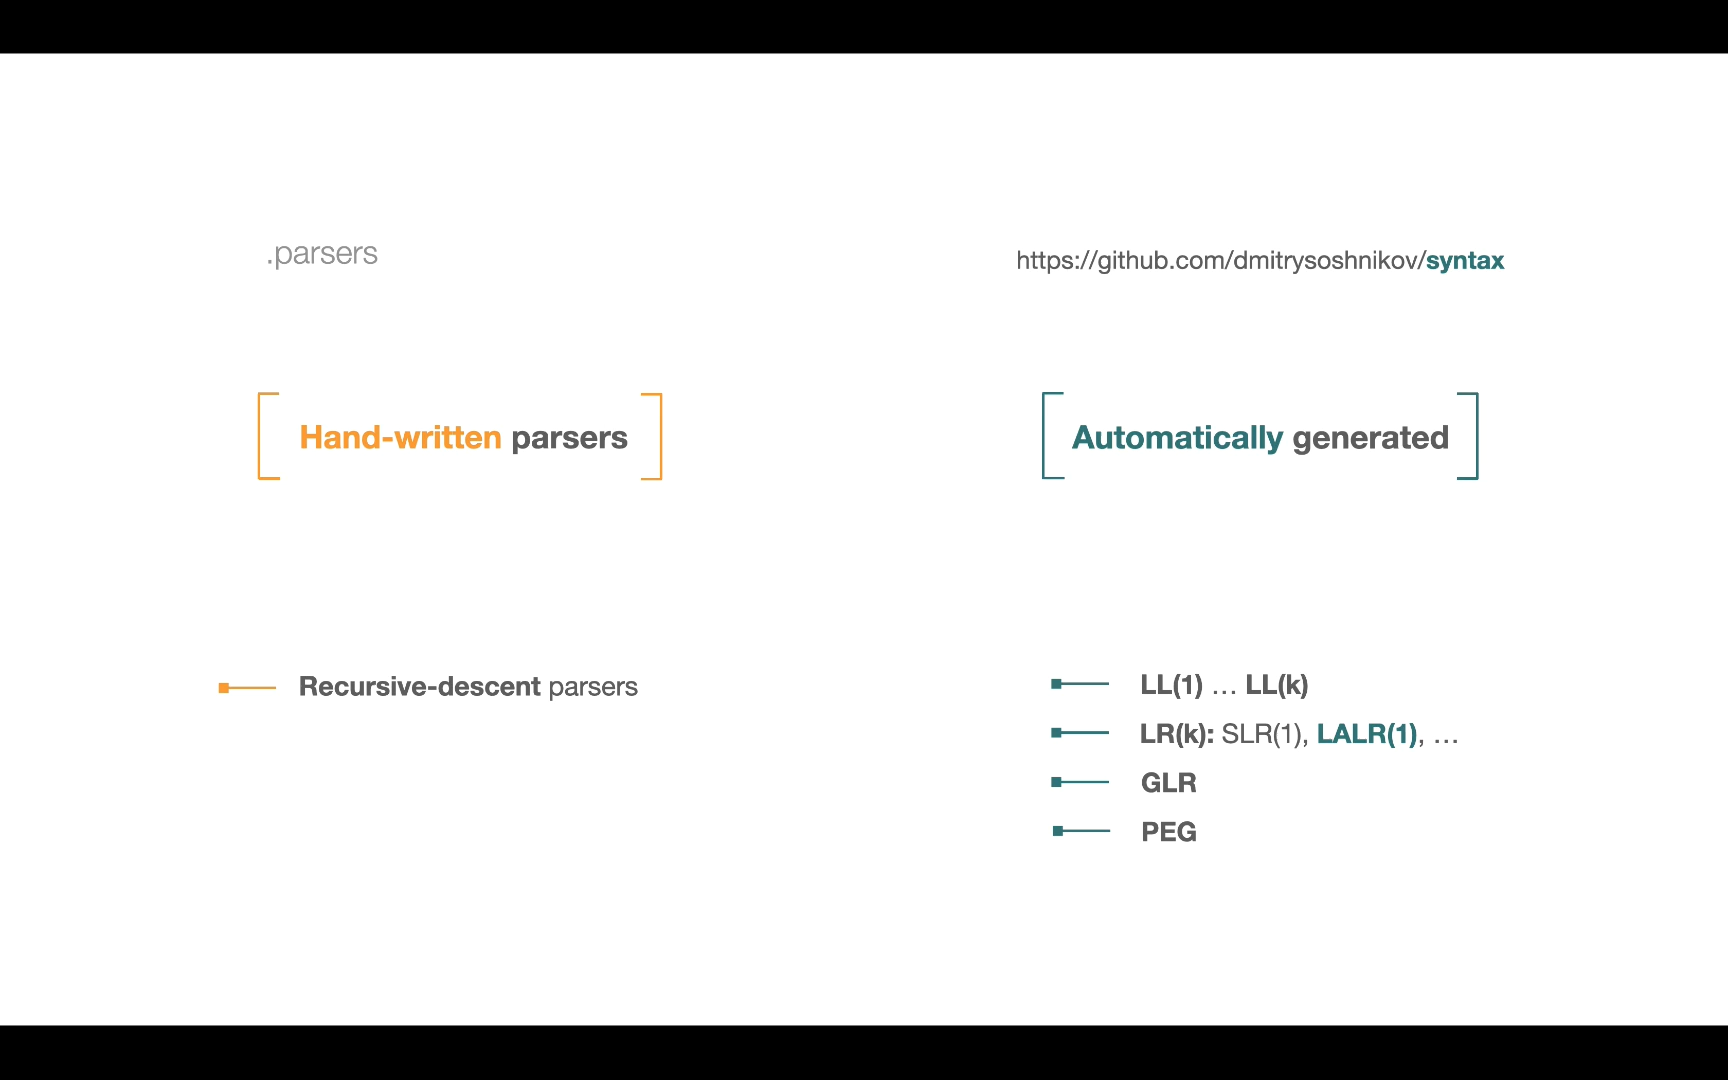 .parsers
https://github.com/dmitrysoshnikov/syntax
Hand-written parsers
Automatically generated
Recursive-descent parsers
LL(1) … LL(k)
LR(k): SLR(1), LALR(1), …
GLR
PEG